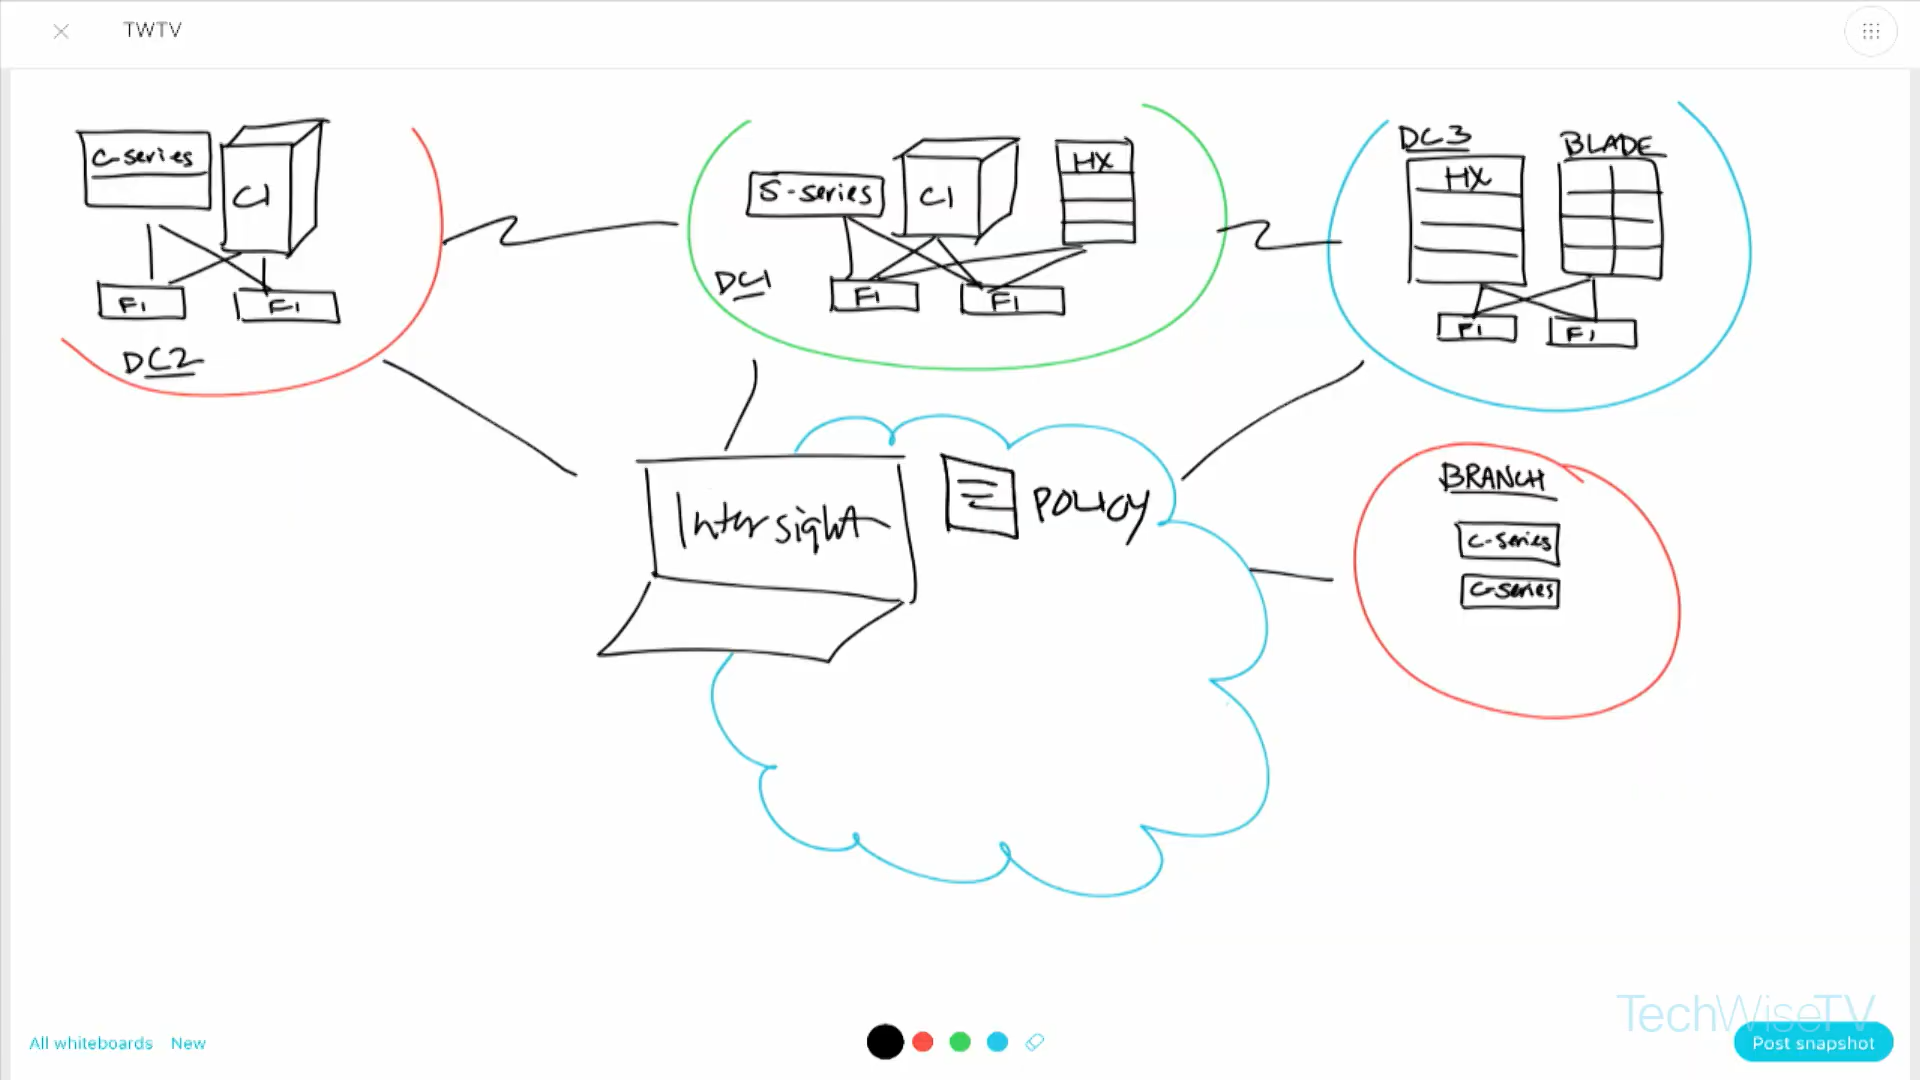 TWTV
C-series
CI
FI
FI
DC2
S-series
CI
HX
DC1
FI
FI
DC3
BLADE
HX
FI
FI
Intersight
POLICY
BRANCH
C-series
C-series
TechWiseTV
All whiteboards
New
Post snapshot